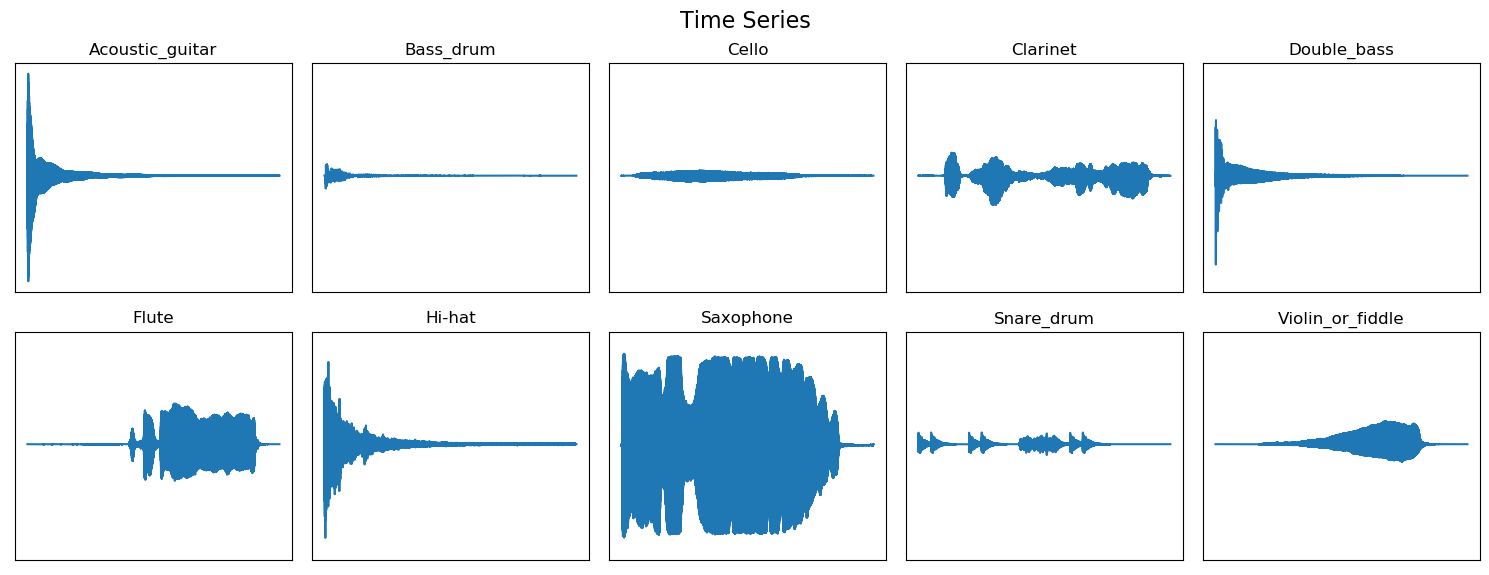 Time Series
Acoustic_guitar
Bass_drum
Cello
Clarinet
Double_bass
Flute
Hi-hat
Saxophone
Snare_drum
Violin_or_fiddle